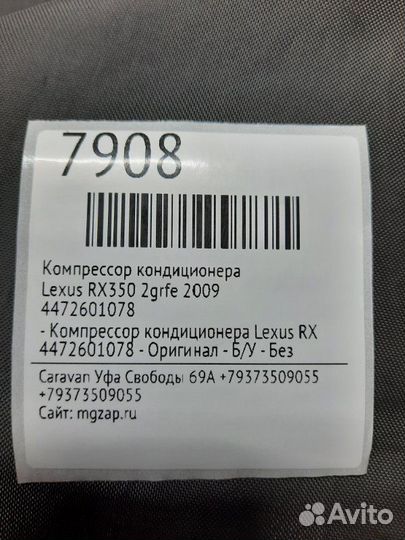 7908
Компрессор кондиционера
Lexus RX350 2grfe 2009
4472601078
- Компрессор кондиционера Lexus RX
4472601078 - Оригинал - Б/У - Без
Caravan Уфа Свободы 69А +79373509055
+79373509055
Сайт: mgzap.ru
Avito